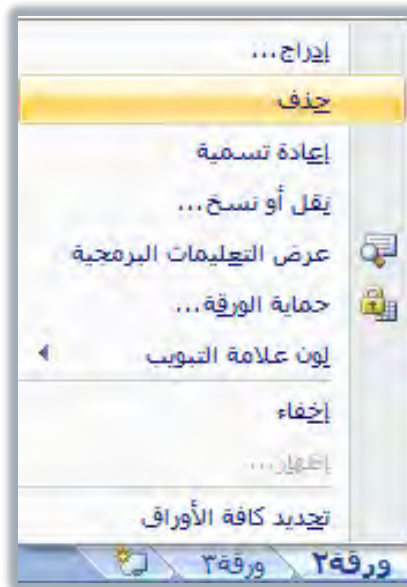 إدراج...
حذف
إعادة تسمية
نقل أو نسخ...
عرض التعليمات البرمجية
حماية الورقة...
لون علامة التبويب
إخفاء
إظهار...
تحديد كافة الأوراق
ورقة٢ ورقة٣